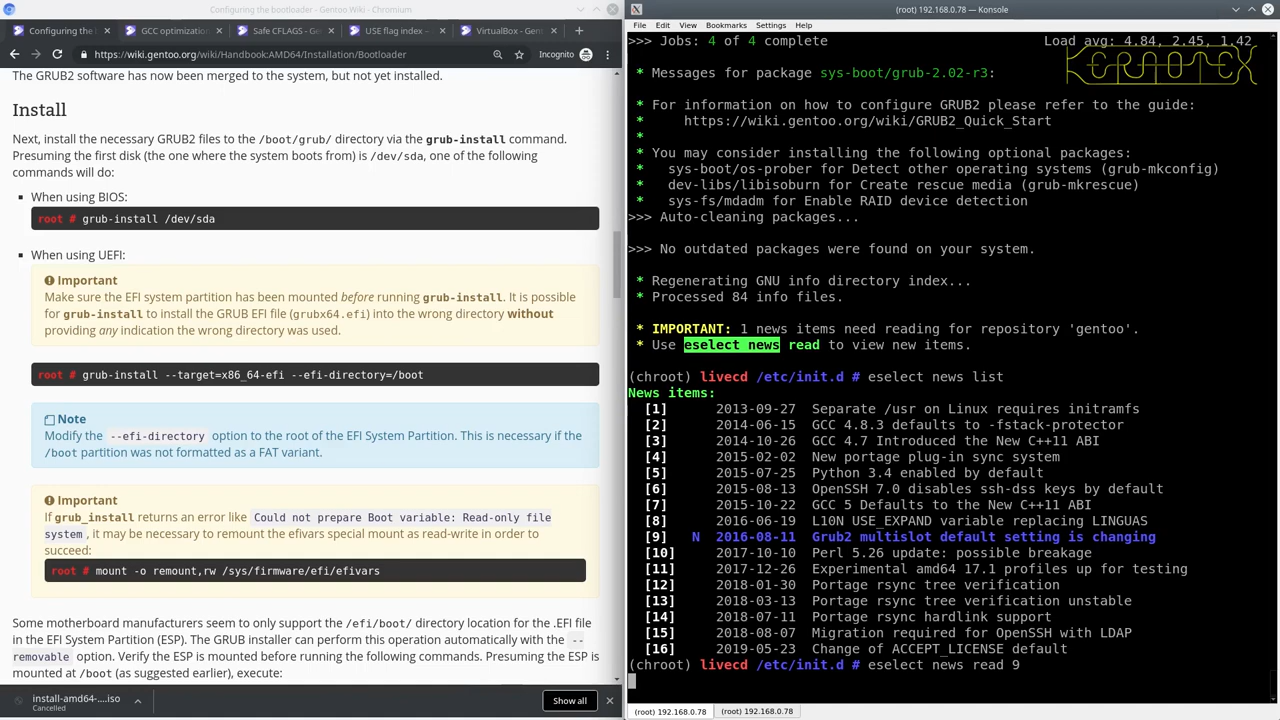 Configuring the bootloader - Gentoo Wiki - Chromium
Configuring the
GCC optimization
Safe CFLAGS - G
USE flag index –
VirtualBox - Gent
https://wiki.gentoo.org/wiki/Handbook:AMD64/Installation/Bootloader
Incognito
The GRUB2 software has now been merged to the system, but not yet installed.
Install
Next, install the necessary GRUB2 files to the /boot/grub/ directory via the grub-install command.
Presuming the first disk (the one where the system boots from) is /dev/sda, one of the following
commands will do:
When using BIOS:
root # grub-install /dev/sda
When using UEFI:
Important
Make sure the EFI system partition has been mounted before running grub-install. It is possible
for grub-install to install the GRUB EFI file (grubx64.efi) into the wrong directory without
providing any indication the wrong directory was used.
root # grub-install --target=x86_64-efi --efi-directory=/boot
Note
Modify the --efi-directory option to the root of the EFI System Partition. This is necessary if the
/boot partition was not formatted as a FAT variant.
Important
If grub_install returns an error like Could not prepare Boot variable: Read-only file
system, it may be necessary to remount the efivars special mount as read-write in order to
succeed:
root # mount -o remount,rw /sys/firmware/efi/efivars
Some motherboard manufacturers seem to only support the /efi/boot/ directory location for the .EFI file
in the EFI System Partition (ESP). The GRUB installer can perform this operation automatically with the --
removable option. Verify the ESP is mounted before running the following commands. Presuming the ESP is
mounted at /boot (as suggested earlier), execute:
install-amd64-....iso
Cancelled
Show all
(root) 192.168.0.78 — Konsole
File Edit View Bookmarks Settings Help
>>> Jobs: 4 of 4 complete Load avg: 4.84, 2.45, 1.42
KERNOTEX
* Messages for package sys-boot/grub-2.02-r3:
* For information on how to configure GRUB2 please refer to the guide:
* https://wiki.gentoo.org/wiki/GRUB2_Quick_Start
*
* You may consider installing the following optional packages:
* sys-boot/os-prober for Detect other operating systems (grub-mkconfig)
* dev-libs/libisoburn for Create rescue media (grub-mkrescue)
* sys-fs/mdadm for Enable RAID device detection
>>> Auto-cleaning packages...
>>> No outdated packages were found on your system.
* Regenerating GNU info directory index...
* Processed 84 info files.
* IMPORTANT: 1 news items need reading for repository 'gentoo'.
* Use eselect news read to view new items.
(chroot) livecd /etc/init.d # eselect news list
News items:
[1] 2013-09-27 Separate /usr on Linux requires initramfs
[2] 2014-06-15 GCC 4.8.3 defaults to -fstack-protector
[3] 2014-10-26 GCC 4.7 Introduced the New C++11 ABI
[4] 2015-02-02 New portage plug-in sync system
[5] 2015-07-25 Python 3.4 enabled by default
[6] 2015-08-13 OpenSSH 7.0 disables ssh-dss keys by default
[7] 2015-10-22 GCC 5 Defaults to the New C++11 ABI
[8] 2016-06-19 L10N USE_EXPAND variable replacing LINGUAS
[9] N 2016-08-11 Grub2 multislot default setting is changing
[10] 2017-10-10 Perl 5.26 update: possible breakage
[11] 2017-12-26 Experimental amd64 17.1 profiles up for testing
[12] 2018-01-30 Portage rsync tree verification
[13] 2018-03-13 Portage rsync tree verification unstable
[14] 2018-07-11 Portage rsync hardlink support
[15] 2018-08-07 Migration required for OpenSSH with LDAP
[16] 2019-05-23 Change of ACCEPT_LICENSE default
(chroot) livecd /etc/init.d # eselect news read 9
(root) 192.168.0.78
(root) 192.168.0.78